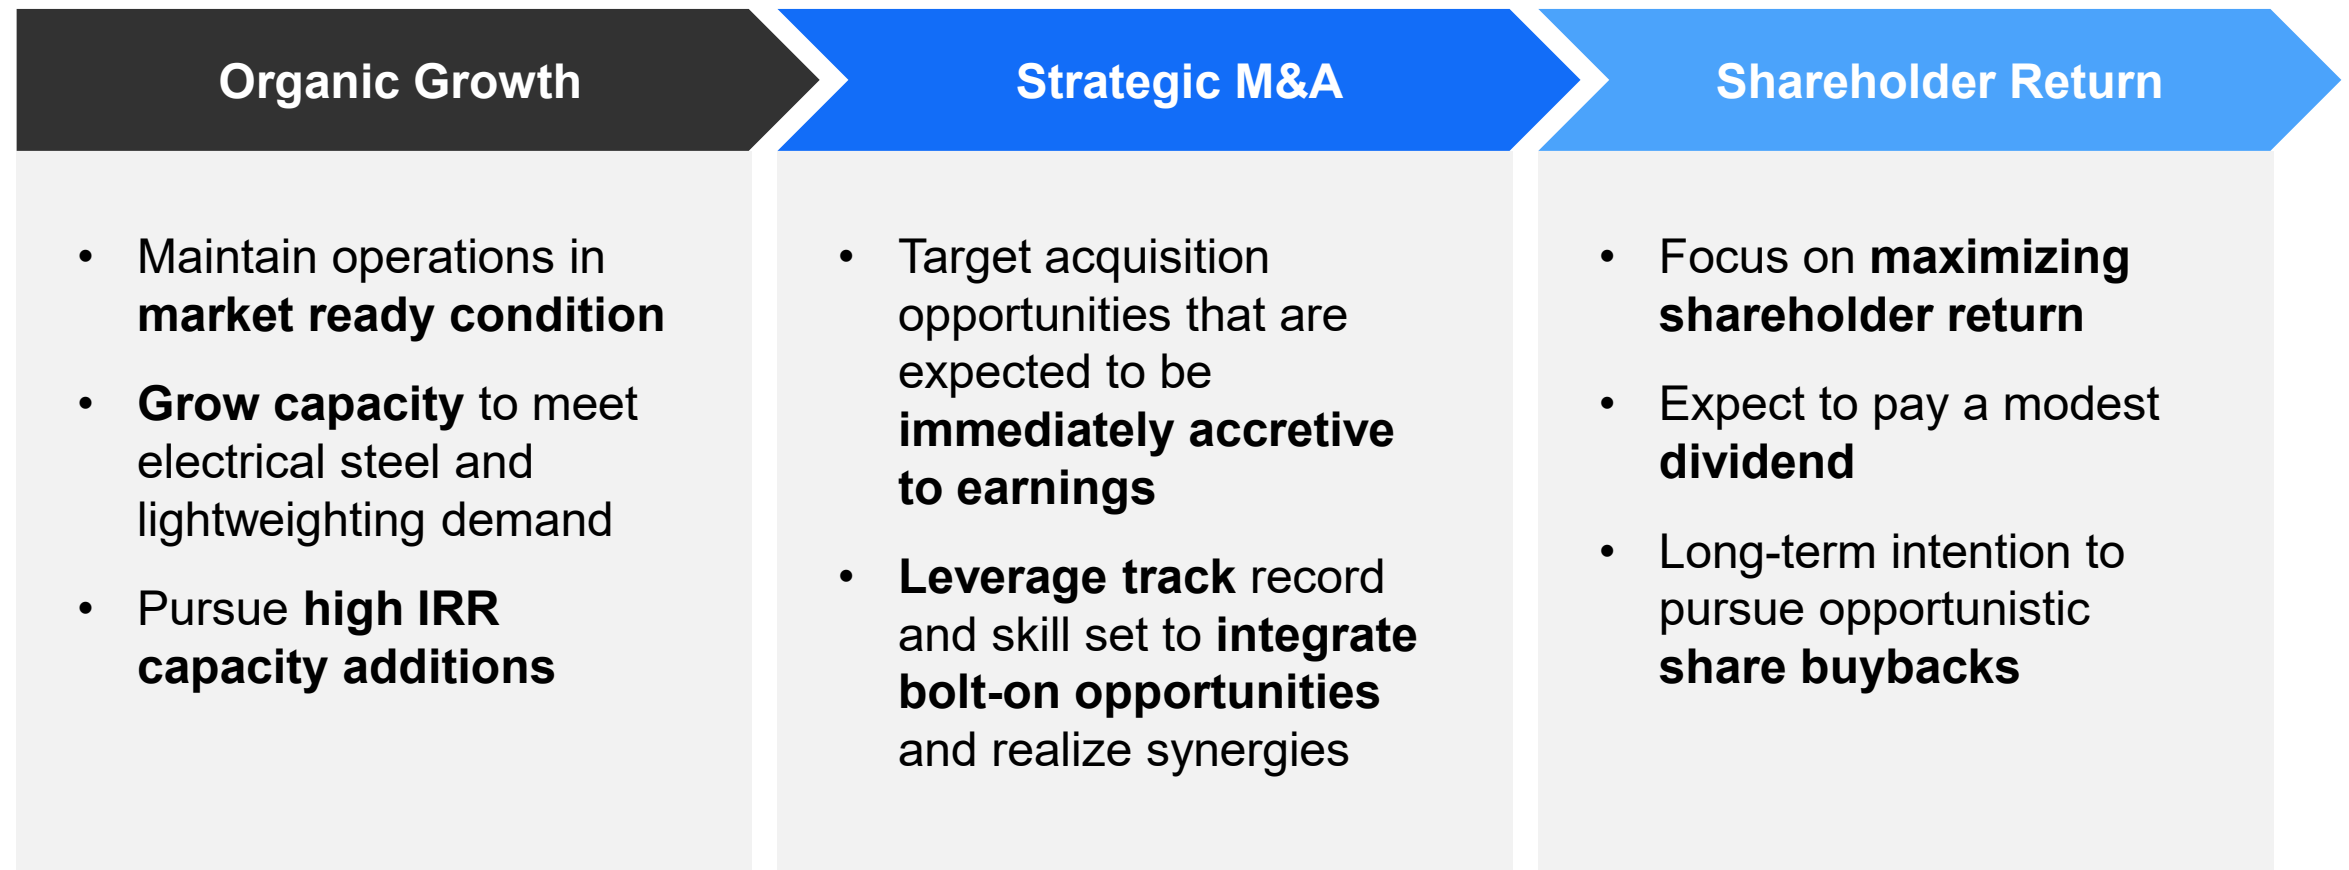 Organic Growth
• Maintain operations in
market ready condition
• Grow capacity to meet
electrical steel and
lightweighting demand
• Pursue high IRR
capacity additions
Strategic M&A
• Target acquisition
opportunities that are
expected to be
immediately accretive
to earnings
• Leverage track record
and skill set to integrate
bolt-on opportunities
and realize synergies
Shareholder Return
• Focus on maximizing
shareholder return
• Expect to pay a modest
dividend
• Long-term intention to
pursue opportunistic
share buybacks